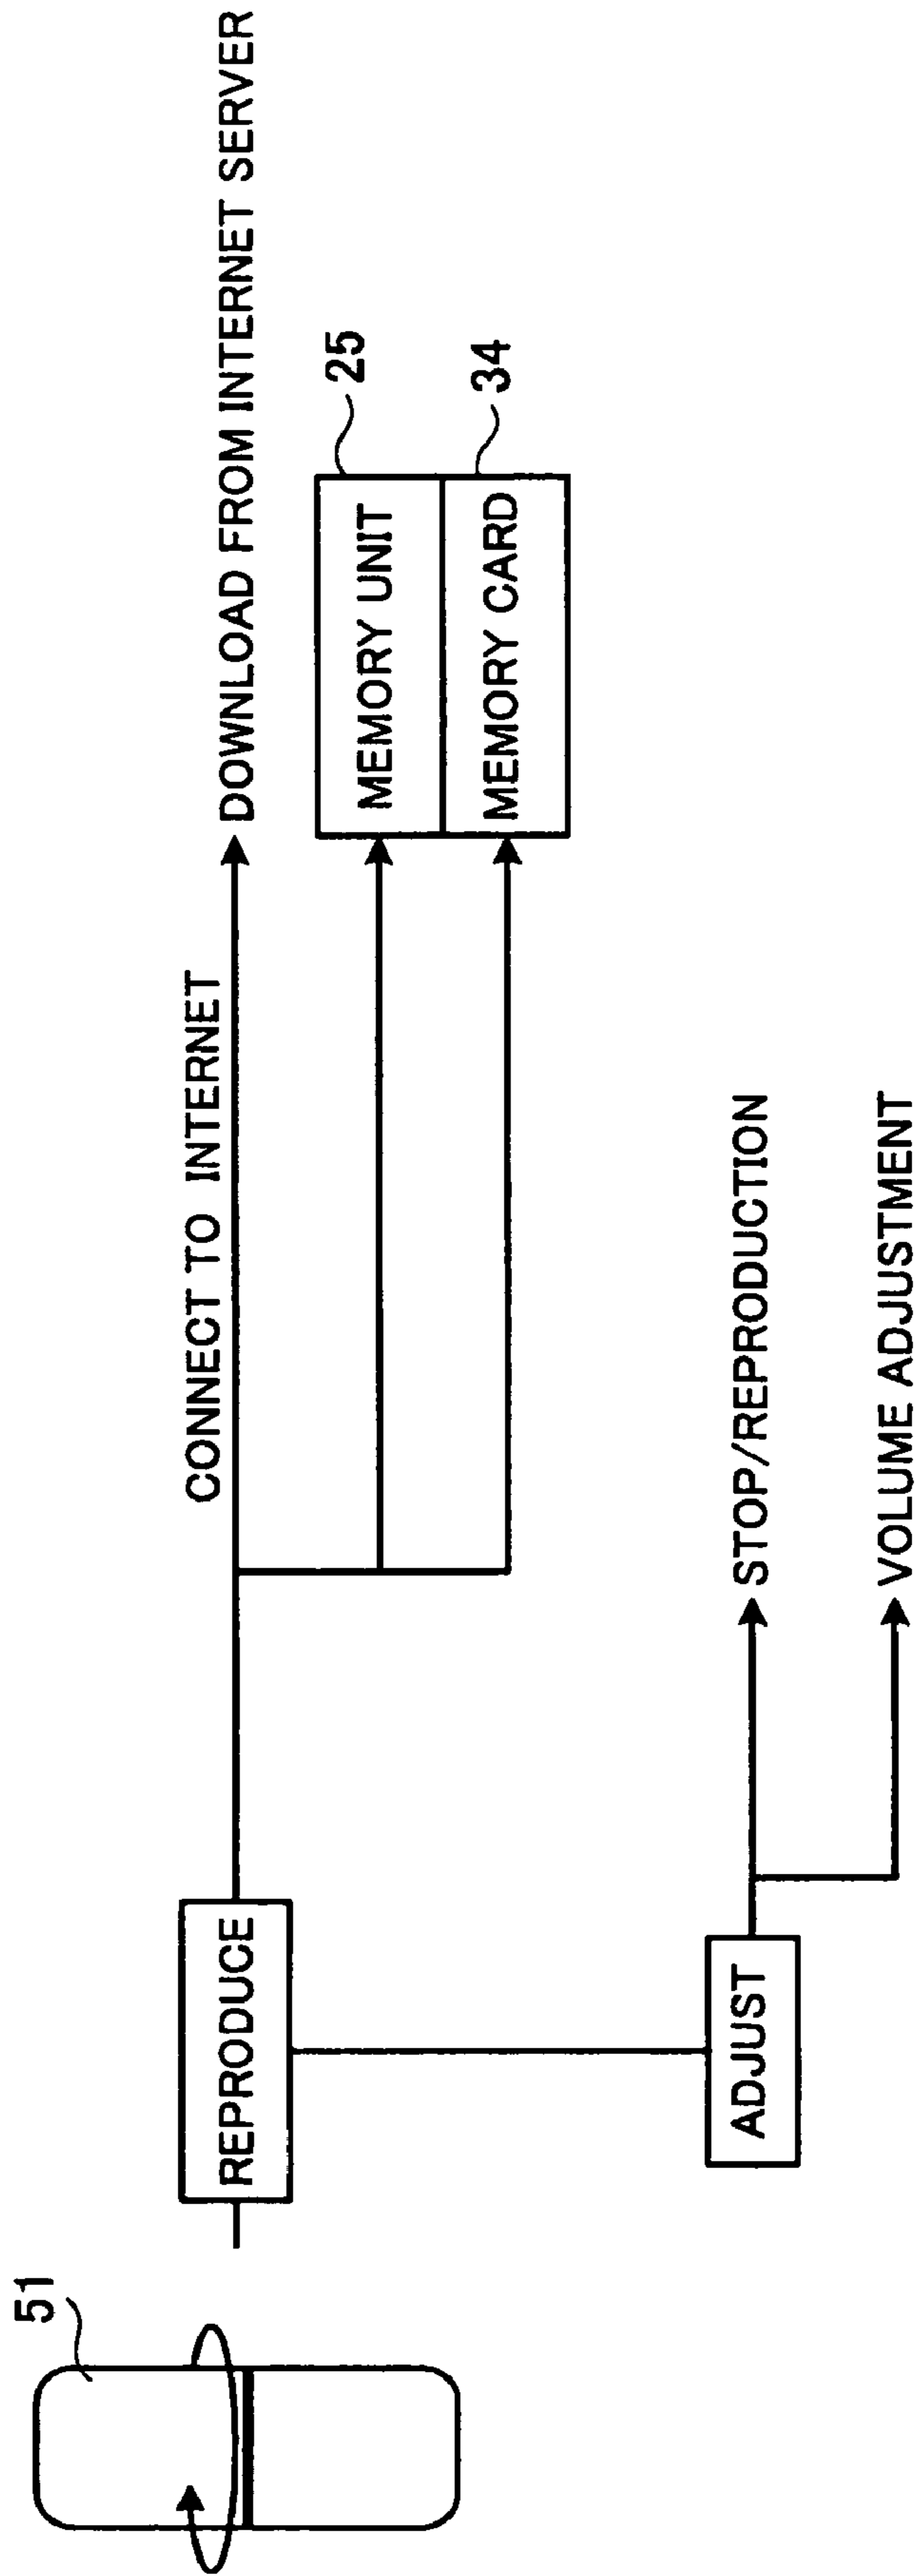 51
REPRODUCE
CONNECT TO INTERNET
DOWNLOAD FROM INTERNET SERVER
MEMORY UNIT
25
MEMORY CARD
34
ADJUST
STOP/REPRODUCTION
VOLUME ADJUSTMENT